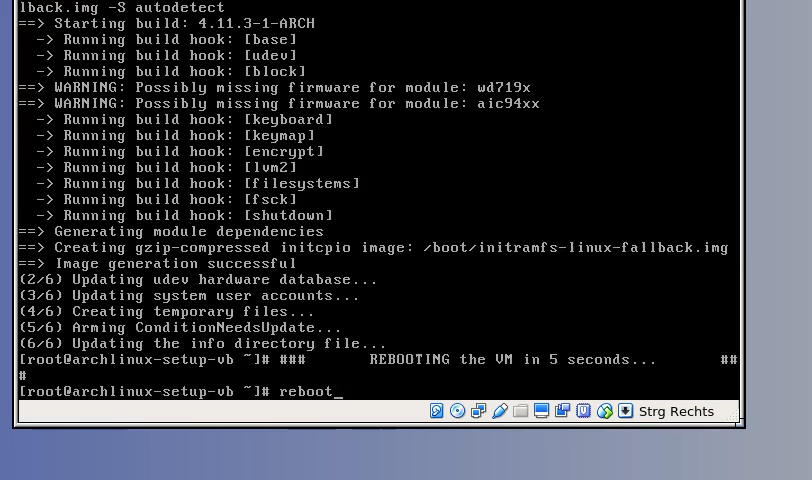 lback.img -S autodetect
==> Starting build: 4.11.3-1-ARCH
-> Running build hook: [base]
-> Running build hook: [udev]
-> Running build hook: [block]
==> WARNING: Possibly missing firmware for module: wd719x
==> WARNING: Possibly missing firmware for module: aic94xx
-> Running build hook: [keyboard]
-> Running build hook: [keymap]
-> Running build hook: [encrypt]
-> Running build hook: [lvm2]
-> Running build hook: [filesystems]
-> Running build hook: [fsck]
-> Running build hook: [shutdown]
==> Generating module dependencies
==> Creating gzip-compressed initcpio image: /boot/initramfs-linux-fallback.img
==> Image generation successful
(2/6) Updating udev hardware database...
(3/6) Updating system user accounts...
(4/6) Creating temporary files...
(5/6) Arming ConditionNeedsUpdate...
(6/6) Updating the info directory file...
[root@archlinux-setup-vb ~]# ### REBOOTING the VM in 5 seconds... ##
#
[root@archlinux-setup-vb ~]# reboot_
Strg Rechts